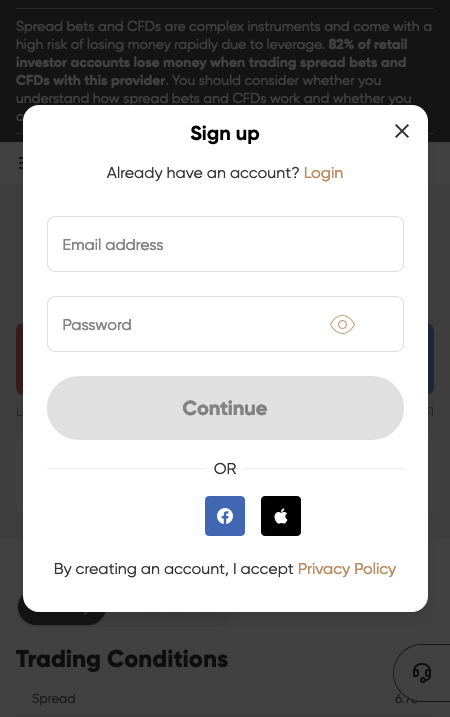 Spread bets and CFDs are complex instruments and come with a
high risk of losing money rapidly due to leverage. 82% of retail
investor accounts lose money when trading spread bets and
CFDs with this provider. You should consider whether you
understand how spread bets and CFDs work and whether you
Sign up
Already have an account? Login
Email address
Password
Continue
OR
By creating an account, I accept Privacy Policy
Trading Conditions
Spread